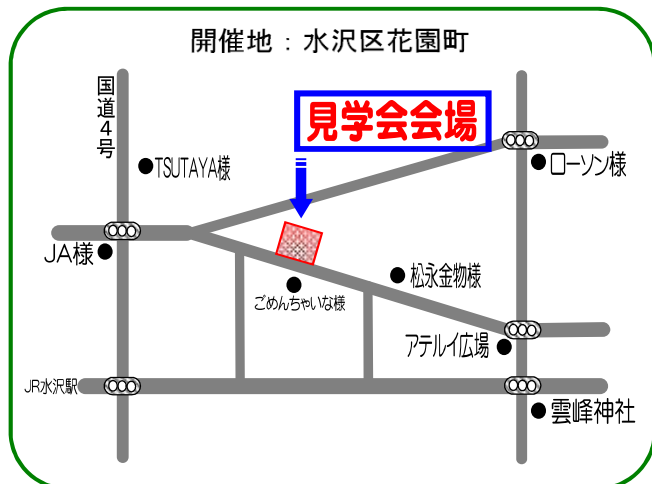 開催地：水沢区花園町
国道4号
見学会会場
TSUTAYA様
ローソン様
JA様
松永金物様
ごめんちゃいな様
アテルイ広場
JR水沢駅
雲峰神社